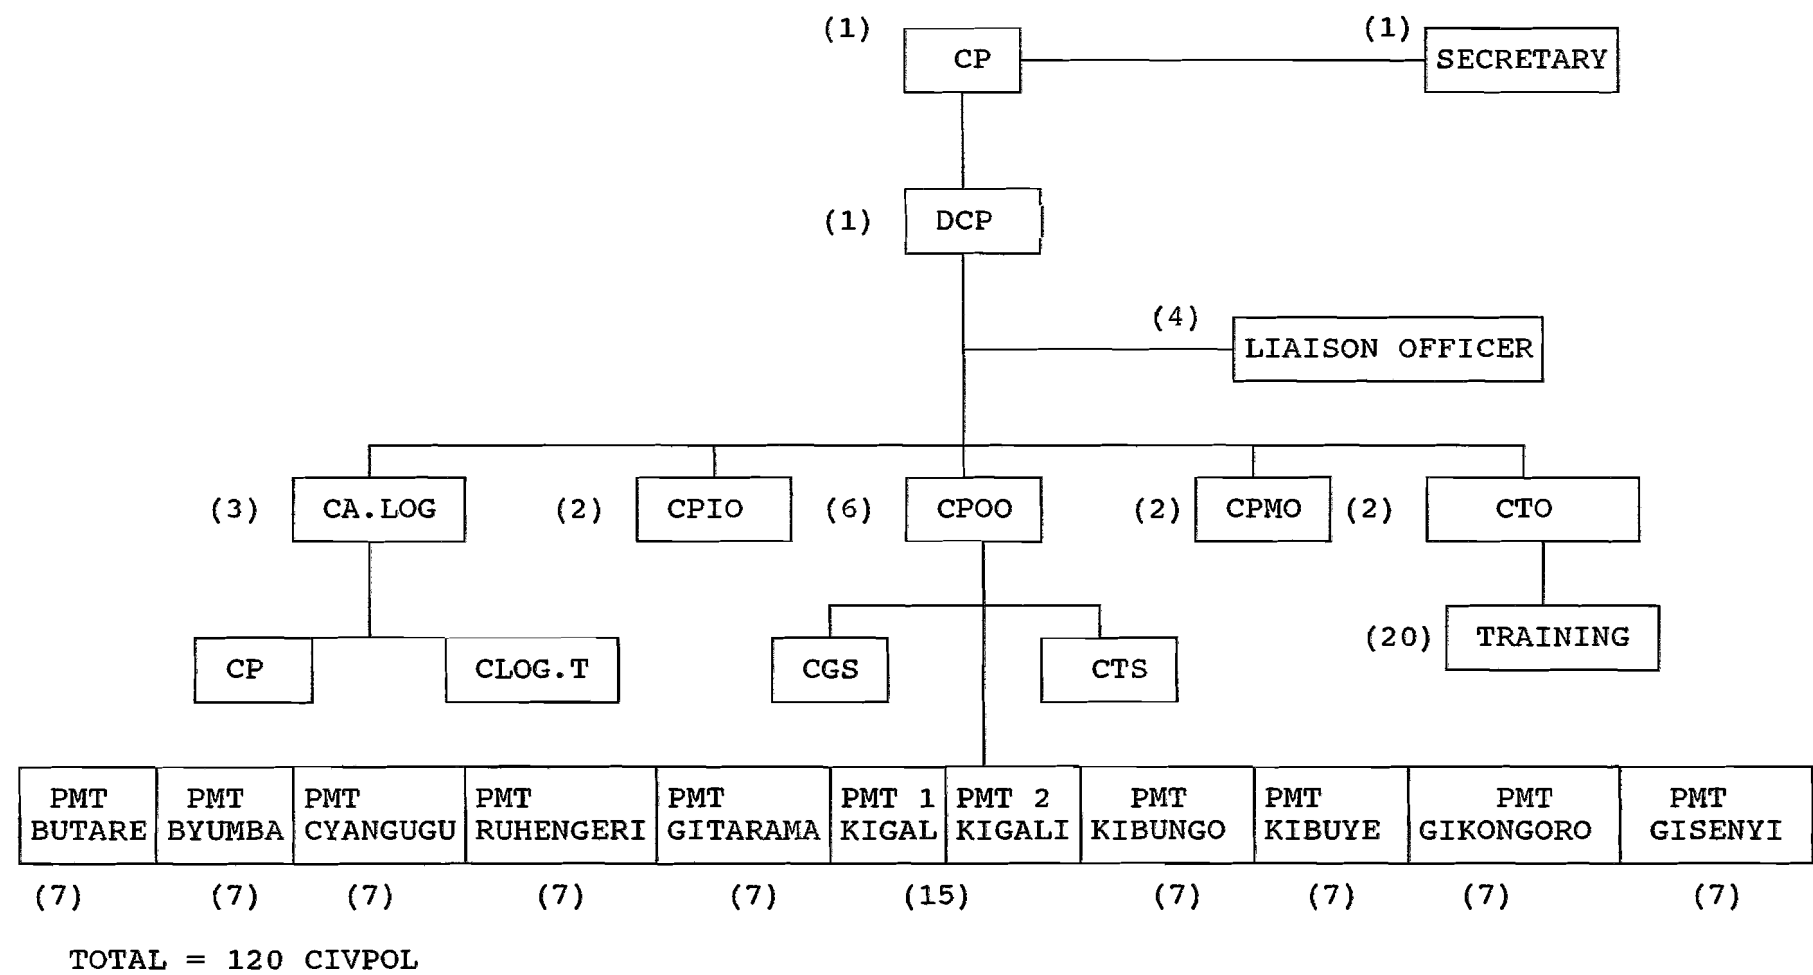 (1) CP (1) SECRETARY
(1) DCP
(4) LIAISON OFFICER
(3) CA.LOG (2) CPIO (6) CPOO (2) CPMO (2) CTO
(20) TRAINING
CP CLOG.T CGS CTS
PMT BUTARE
PMT BYUMBA
PMT CYANGUGU
PMT RUHENGERI
PMT GITARAMA
PMT 1 KIGAL
PMT 2 KIGALI
PMT KIBUNGO
PMT KIBUYE
PMT GIKONGORO
PMT GISENYI
(7) (7) (7) (7) (7) (15) (7) (7) (7) (7)
TOTAL = 120 CIVPOL